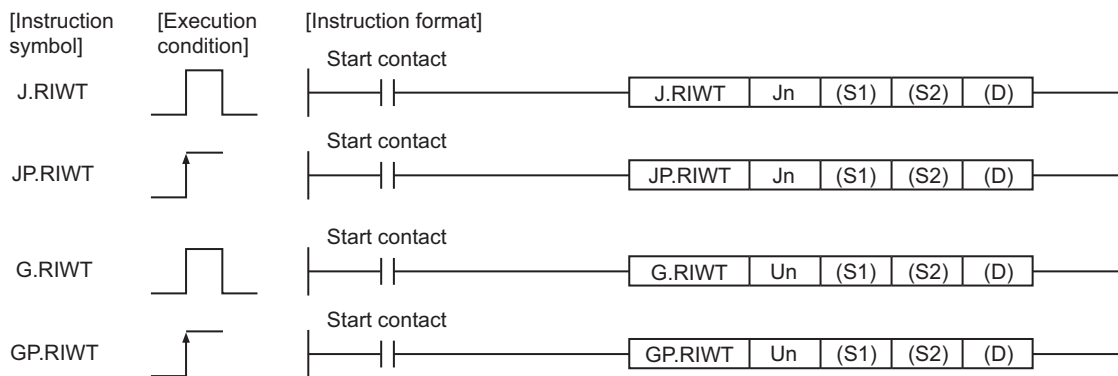 [Instruction symbol] [Execution condition] [Instruction format]
Start contact
J.RIWT J.RIWT Jn (S1) (S2) (D)
Start contact
JP.RIWT JP.RIWT Jn (S1) (S2) (D)
Start contact
G.RIWT G.RIWT Un (S1) (S2) (D)
Start contact
GP.RIWT GP.RIWT Un (S1) (S2) (D)